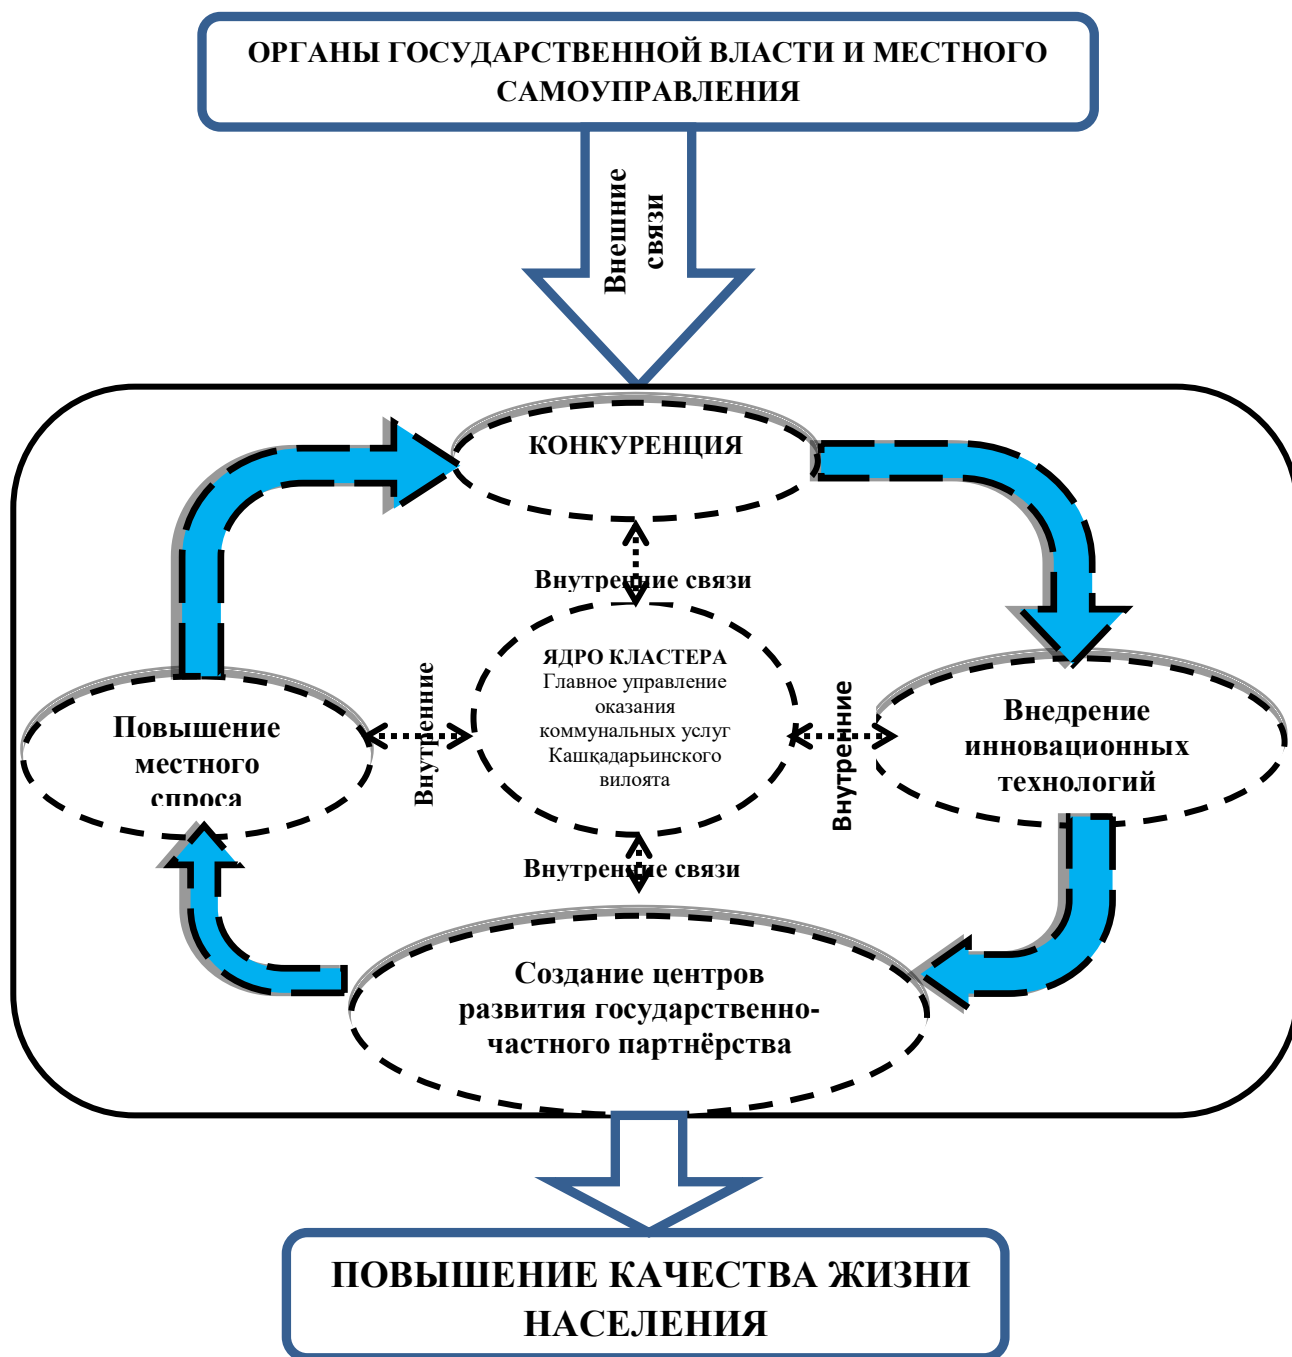 ОРГАНЫ ГОСУДАРСТВЕННОЙ ВЛАСТИ И МЕСТНОГО
САМОУПРАВЛЕНИЯ
Внешние
связи
КОНКУРЕНЦИЯ
Внутренние связи
ЯДРО КЛАСТЕРА
Главное управление
оказания
коммунальных услуг
Кашқадарьинского
вилоята
Внутренние
Внутренние
Повышение
местного
спроса
Внедрение
инновационных
технологий
Внутренние связи
Создание центров
развития государственно-
частного партнёрства
ПОВЫШЕНИЕ КАЧЕСТВА ЖИЗНИ
НАСЕЛЕНИЯ